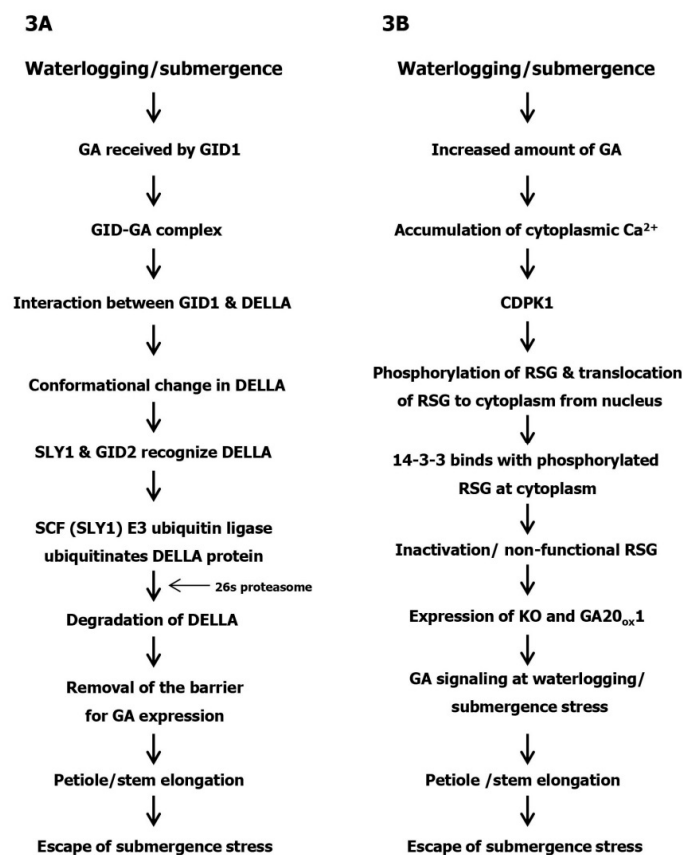 3A
Waterlogging/submergence
GA received by GID1
GID-GA complex
Interaction between GID1 & DELLA
Conformational change in DELLA
SLY1 & GID2 recognize DELLA
SCF (SLY1) E3 ubiquitin ligase
ubiquitinates DELLA protein
26s proteasome
Degradation of DELLA
Removal of the barrier
for GA expression
Petiole/stem elongation
Escape of submergence stress
3B
Waterlogging/submergence
Increased amount of GA
Accumulation of cytoplasmic Ca²⁺
CDPK1
Phosphorylation of RSG & translocation
of RSG to cytoplasm from nucleus
14-3-3 binds with phosphorylated
RSG at cytoplasm
Inactivation/ non-functional RSG
Expression of KO and GA20ₒₓ1
GA signaling at waterlogging/
submergence stress
Petiole /stem elongation
Escape of submergence stress